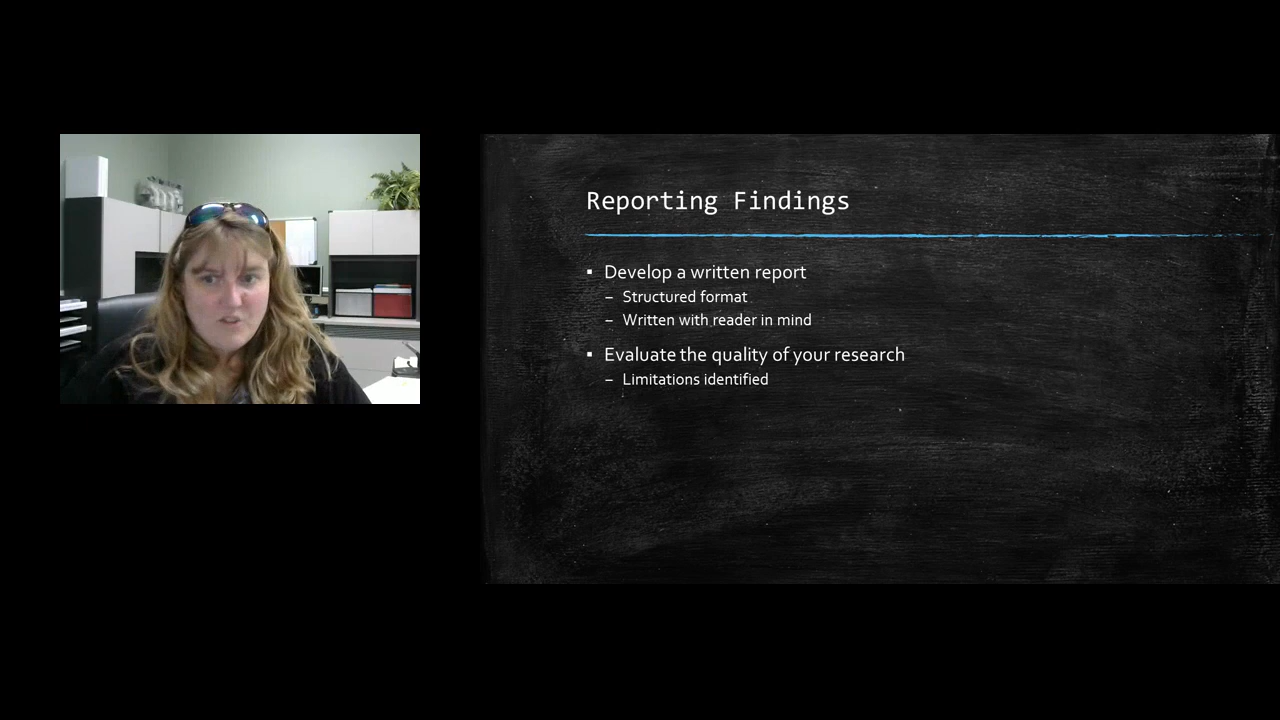 Reporting Findings
▪ Develop a written report
– Structured format
– Written with reader in mind
▪ Evaluate the quality of your research
– Limitations identified